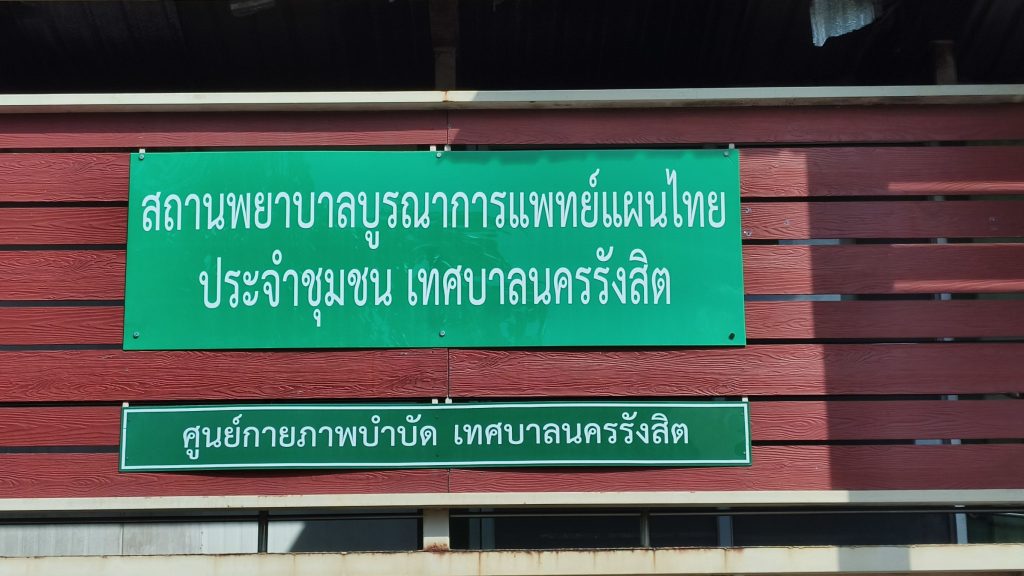 สถานพยาบาลบูรณาการแพทย์แผนไทย
ประจำชุมชน เทศบาลนครรังสิต
ศูนย์กายภาพบำบัด เทศบาลนครรังสิต